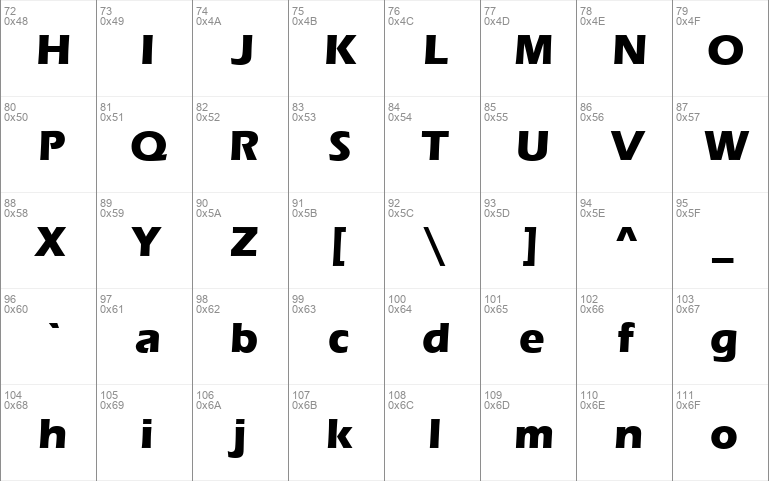 72 73 74 75 76 77 78 79
0x48 0x49 0x4A 0x4B 0x4C 0x4D 0x4E 0x4F
H I J K L M N O
80 81 82 83 84 85 86 87
0x50 0x51 0x52 0x53 0x54 0x55 0x56 0x57
P Q R S T U V W
88 89 90 91 92 93 94 95
0x58 0x59 0x5A 0x5B 0x5C 0x5D 0x5E 0x5F
X Y Z [ \ ] ^ _
96 97 98 99 100 101 102 103
0x60 0x61 0x62 0x63 0x64 0x65 0x66 0x67
` a b c d e f g
104 105 106 107 108 109 110 111
0x68 0x69 0x6A 0x6B 0x6C 0x6D 0x6E 0x6F
h i j k l m n o